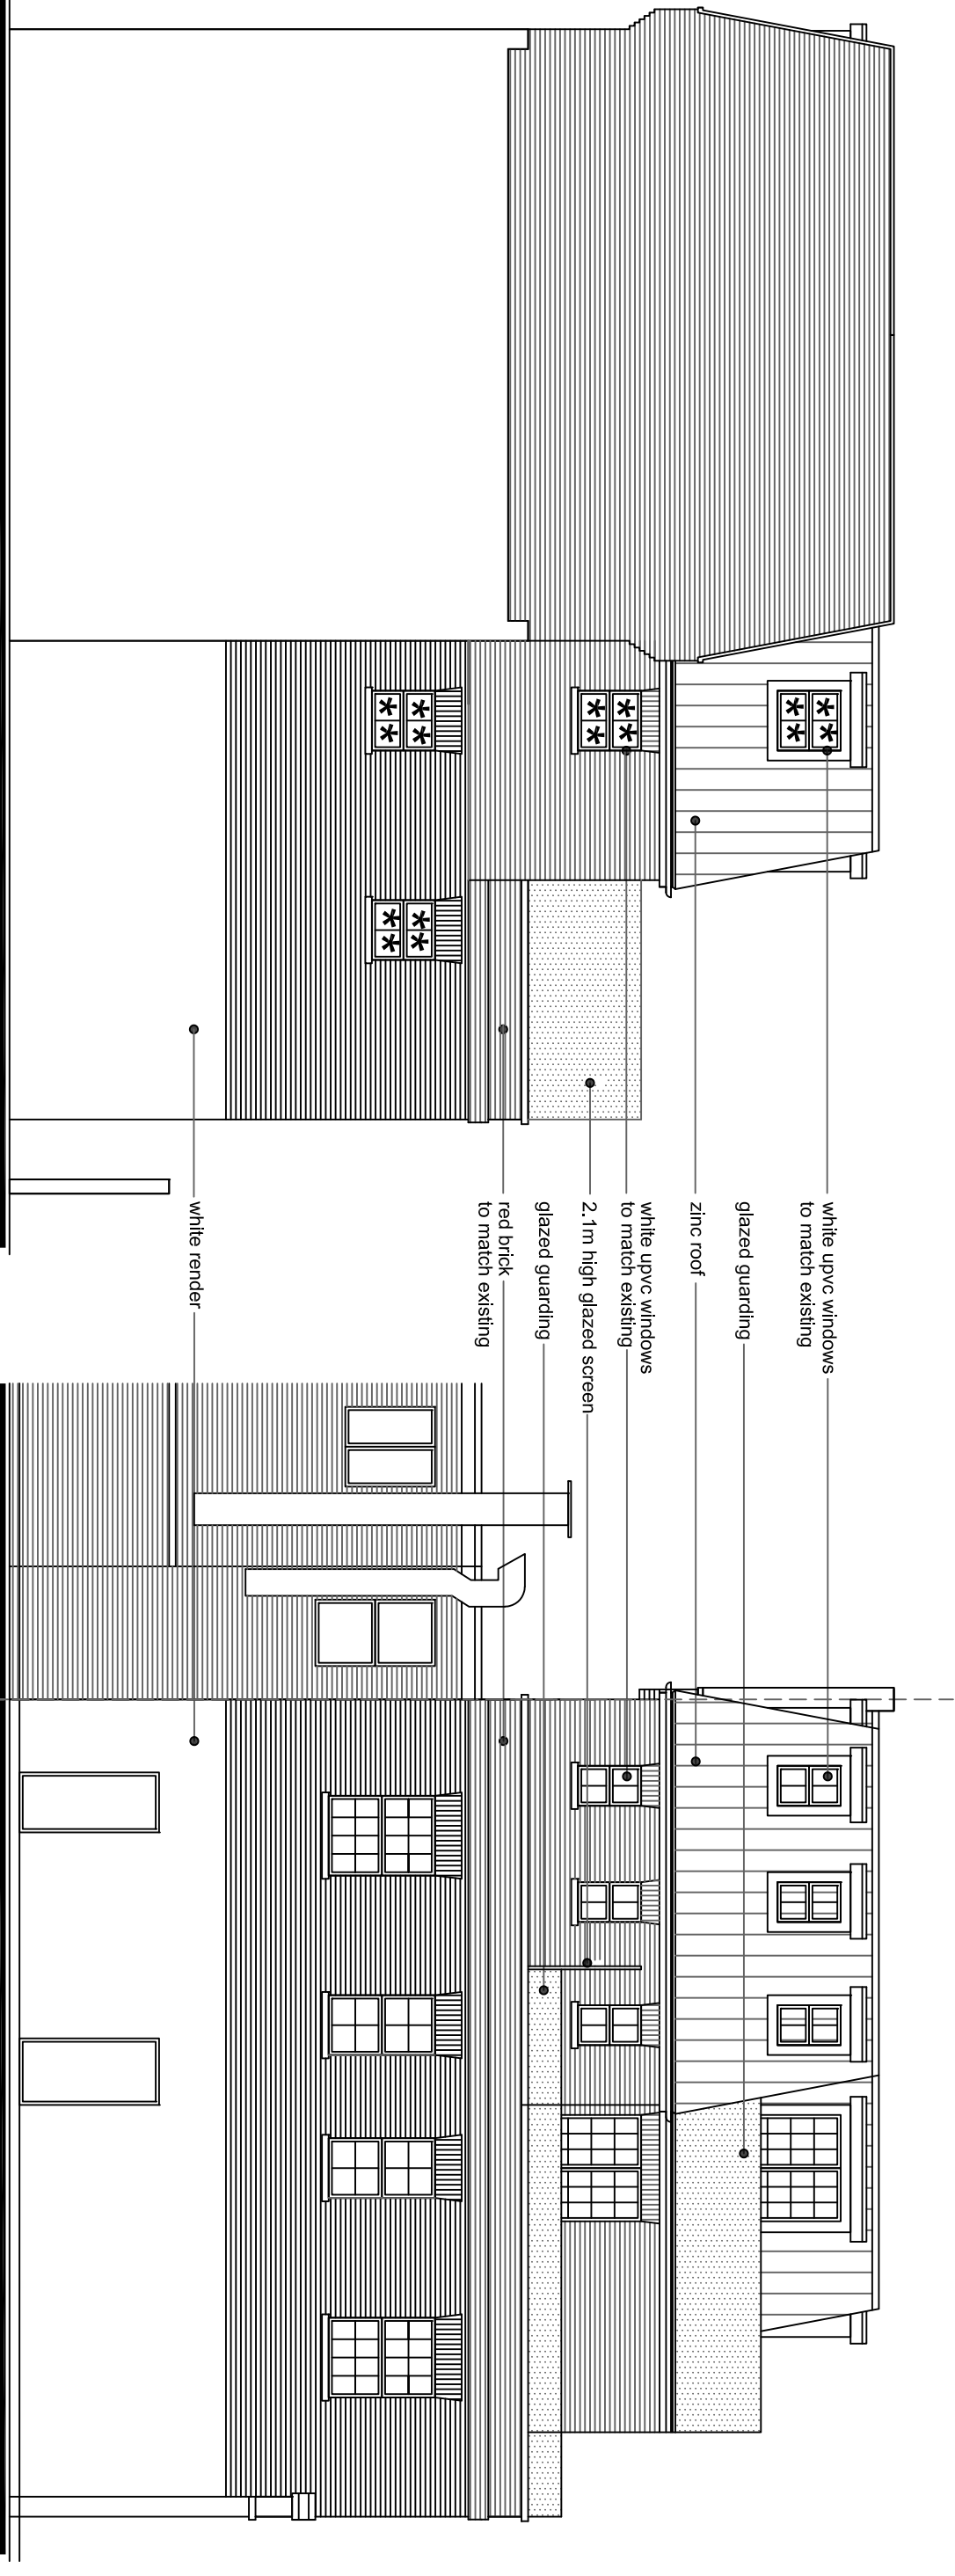 white upvc windows
to match existing
glazed guarding
zinc roof
white upvc windows
to match existing
2.1m high glazed screen
glazed guarding
red brick
to match existing
white render